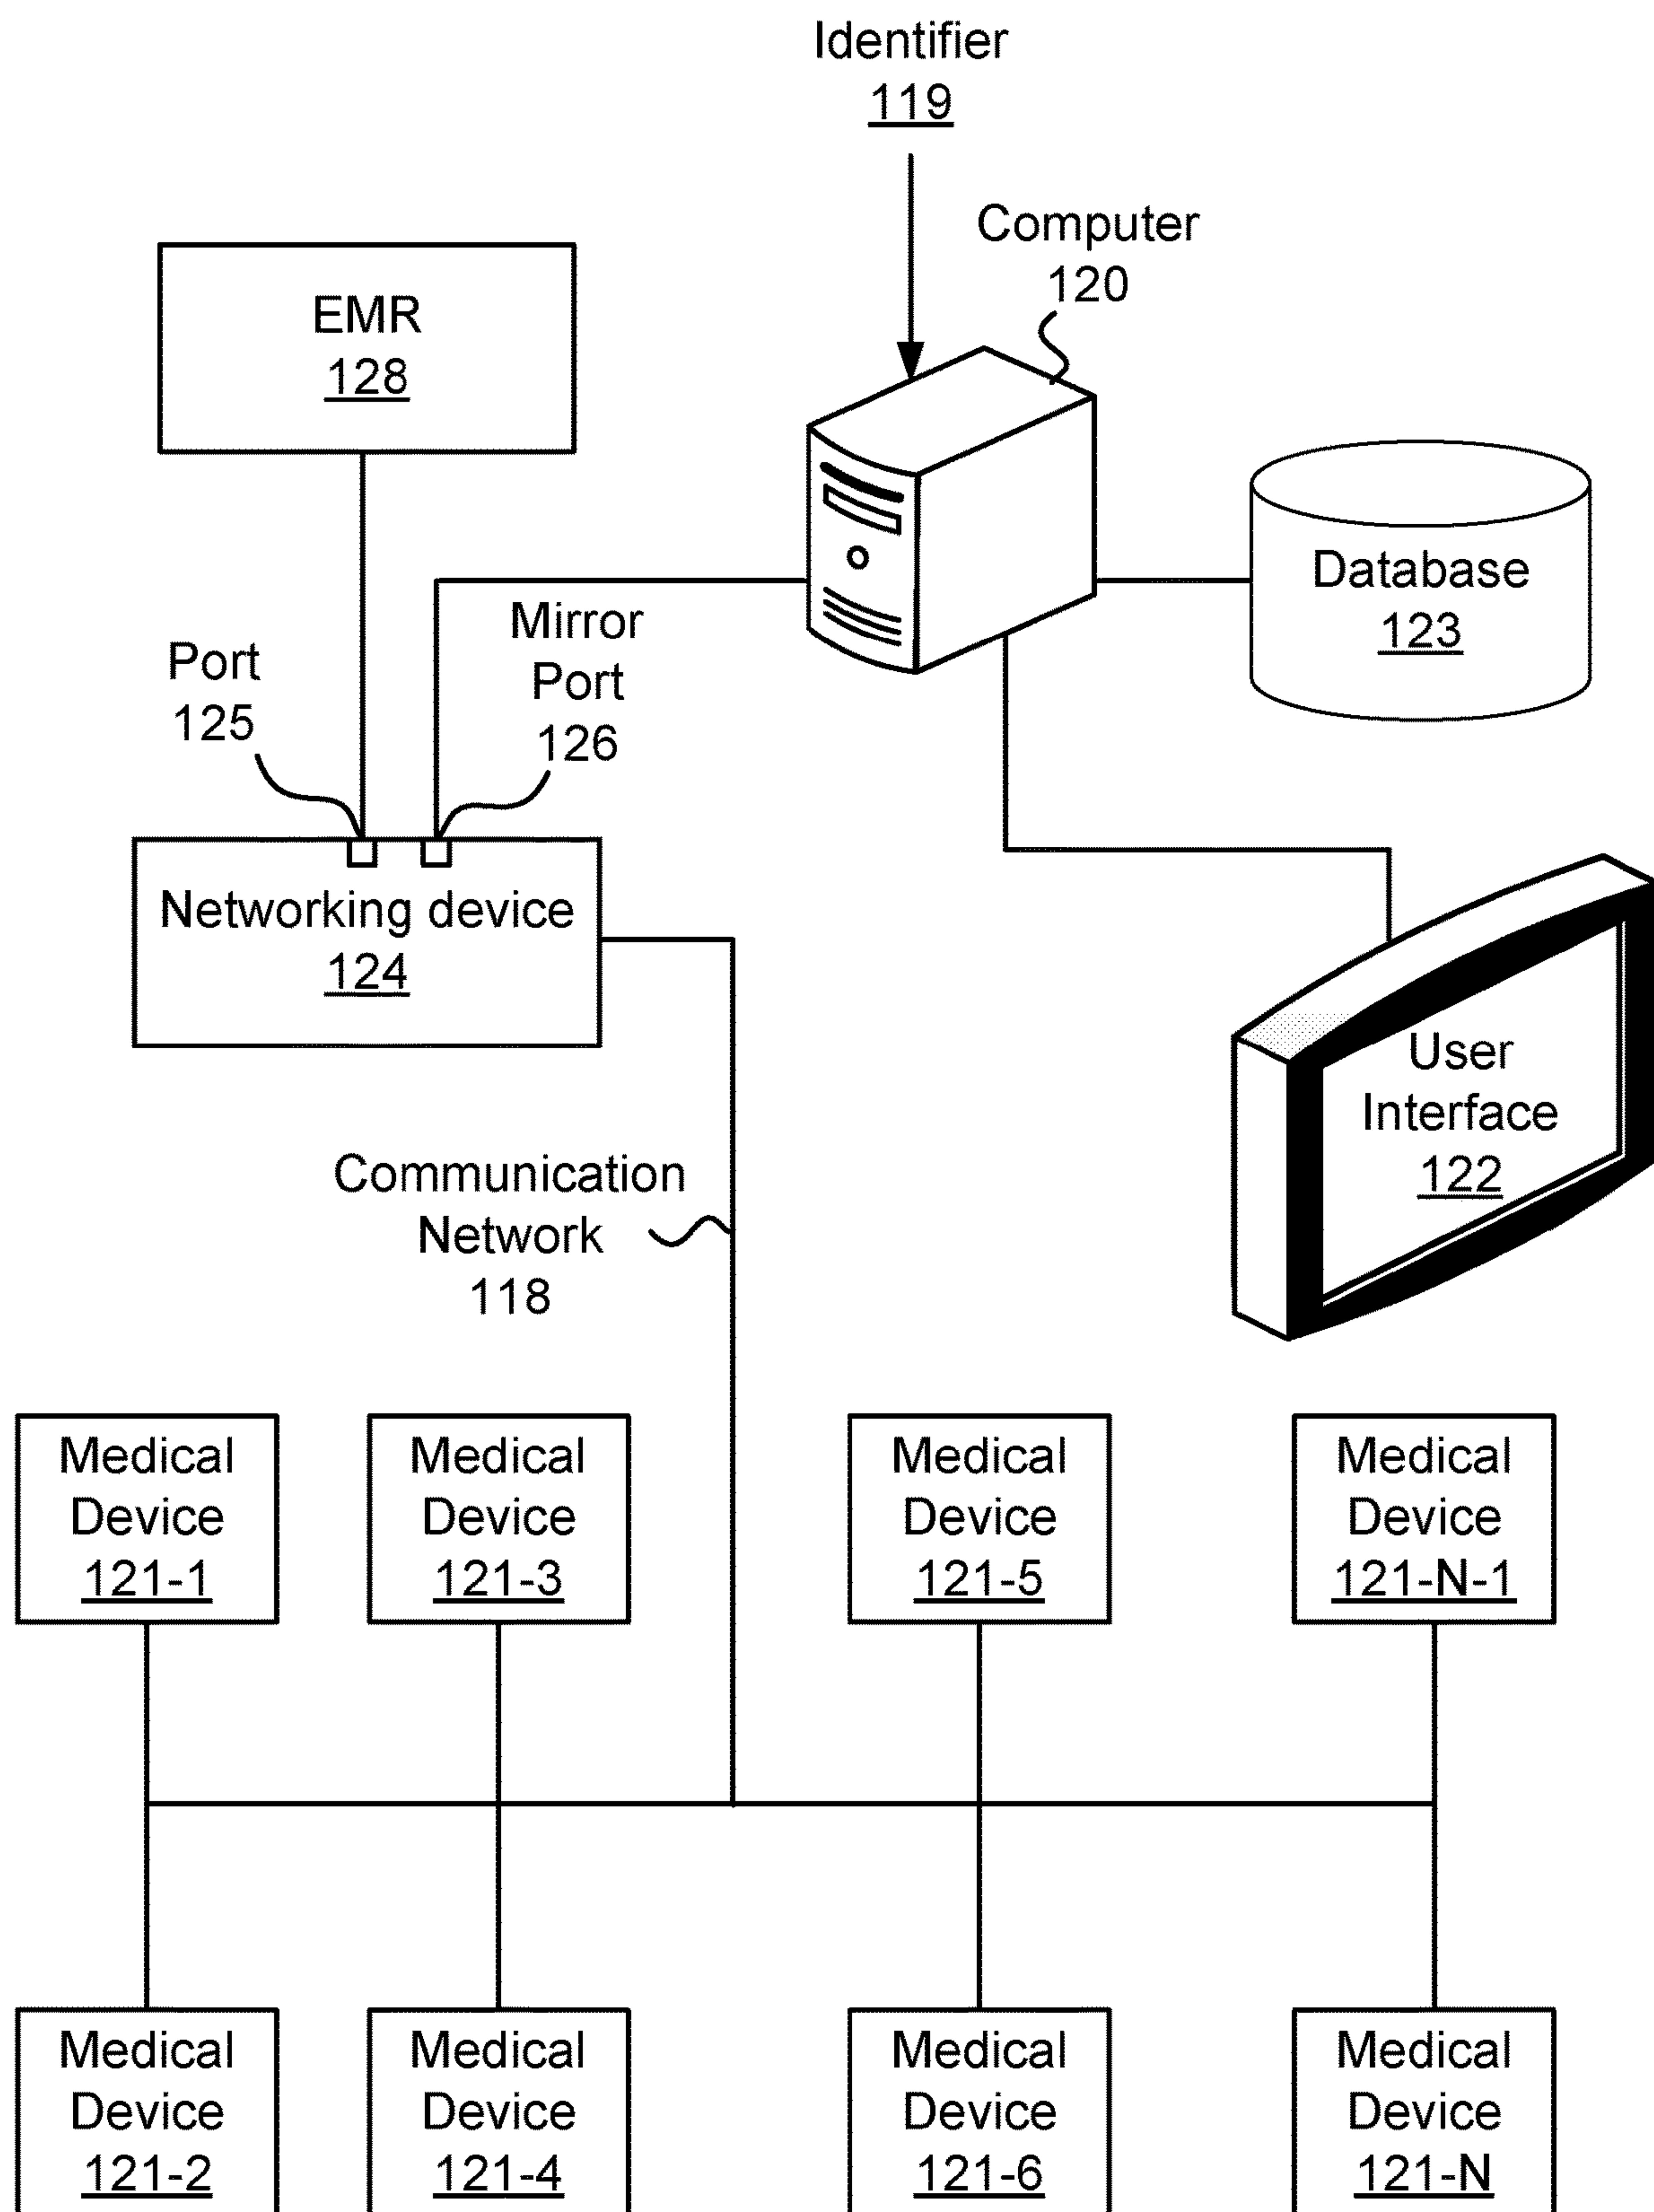 Identifier
119
Computer
120
EMR
128
Database
123
Mirror
Port
126
Port
125
Networking device
124
User
Interface
122
Communication
Network
118
Medical
Device
121-1
Medical
Device
121-3
Medical
Device
121-5
Medical
Device
121-N-1
Medical
Device
121-2
Medical
Device
121-4
Medical
Device
121-6
Medical
Device
121-N